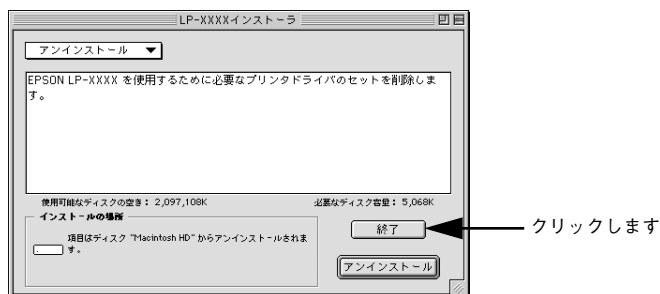 LP-XXXXインストーラ
アンインストール
EPSON LP-XXXX を使用するために必要なプリンタドライバのセットを削除しま
す。
使用可能なディスクの空き： 2,097,108K
必要なディスク容量： 5,068K
インストールの場所
項目はディスク "Macintosh HD" からアンインストールされま
す。
終了
クリックします
アンインストール